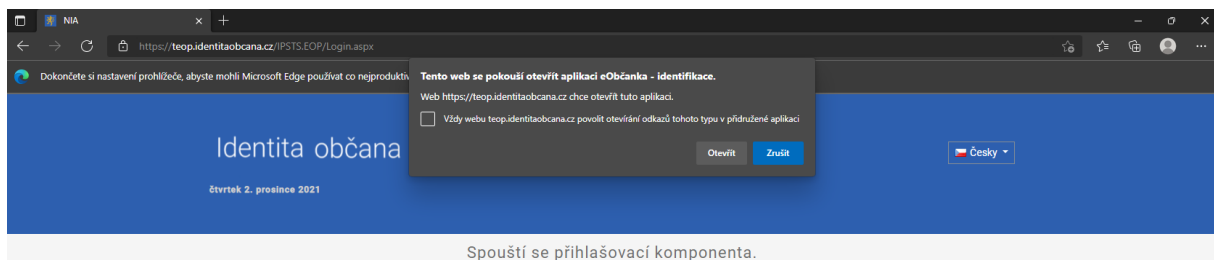 NIA
https://teop.identitaobcana.cz/IPSTS.EOP/Login.aspx
Dokončete si nastavení prohlížeče, abyste mohli Microsoft Edge používat co nejproduktiv
Tento web se pokouší otevřít aplikaci eObčanka - identifikace.
Web https://teop.identitaobcana.cz chce otevřít tuto aplikaci.
Vždy webu teop.identitaobcana.cz povolit otevírání odkazů tohoto typu v přidružené aplikaci
Otevřít Zrušit
Identita občana
Česky
čtvrtek 2. prosince 2021
Spouští se přihlašovací komponenta.